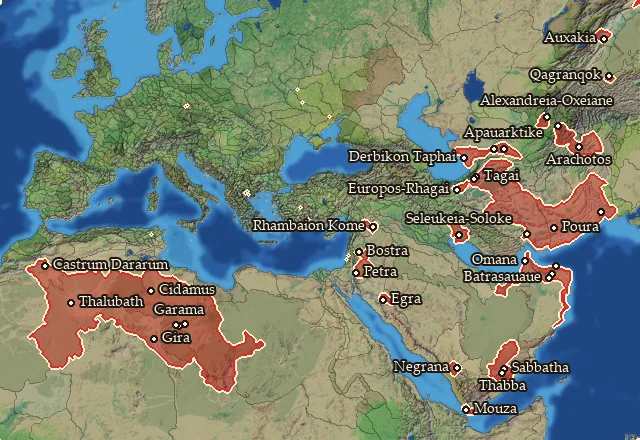 Auxakia
Qagranqok
Alexandreia-Oxeiane
Apauarktike
Derbikon Taphai
Arachotos
Tagai
Europos-Rhagai
Seleukeia-Soloke
Rhambaion Kome
Poura
Bostra
Omana
Castrum Dararum
Petra
Batrasauaue
Cidamus
Thalubath
Egra
Garama
Gira
Negrana
Sabbatha
Thabba
Mouza